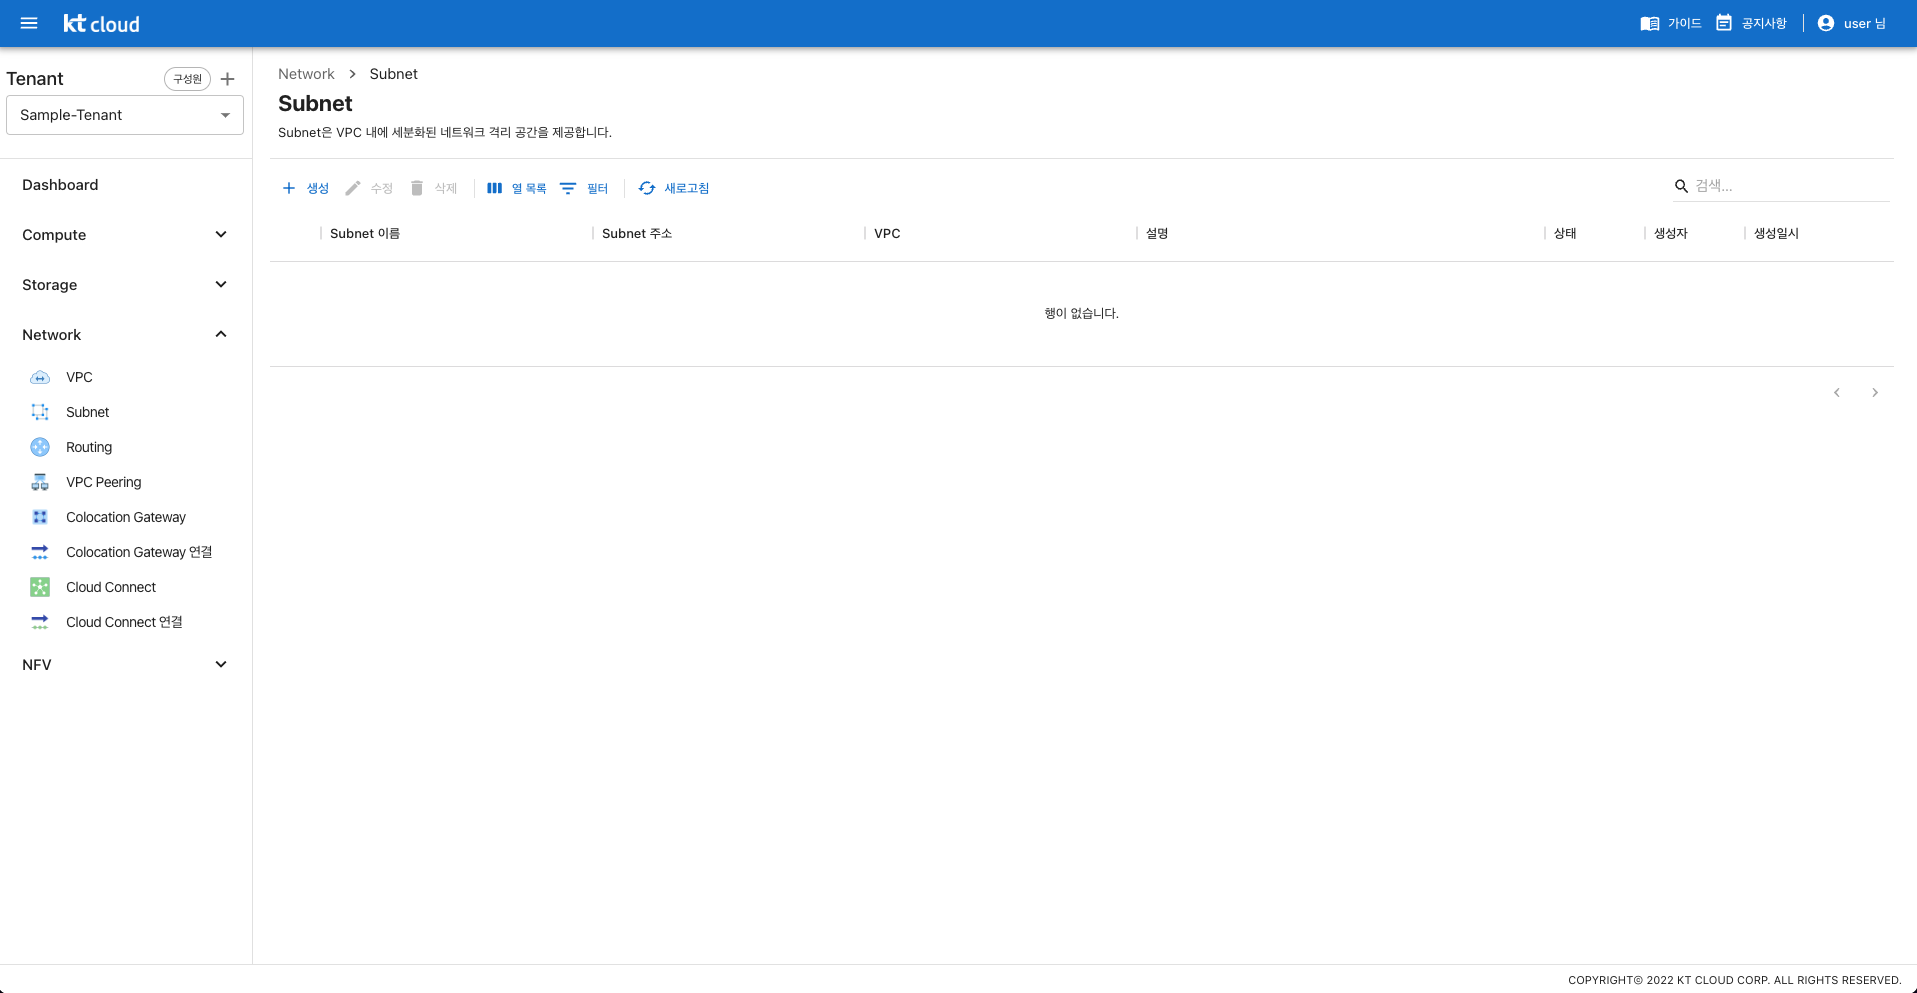 kt cloud
가이드 공지사항 user 님
Tenant 구성원
Sample-Tenant
Dashboard
Compute
Storage
Network
VPC
Subnet
Routing
VPC Peering
Colocation Gateway
Colocation Gateway 연결
Cloud Connect
Cloud Connect 연결
NFV
Network > Subnet
Subnet
Subnet은 VPC 내에 세분화된 네트워크 격리 공간을 제공합니다.
생성 수정 삭제 열 목록 필터 새로고침 검색...
Subnet 이름 Subnet 주소 VPC 설명 상태 생성자 생성일시
행이 없습니다.
COPYRIGHT© 2022 KT CLOUD CORP. ALL RIGHTS RESERVED.